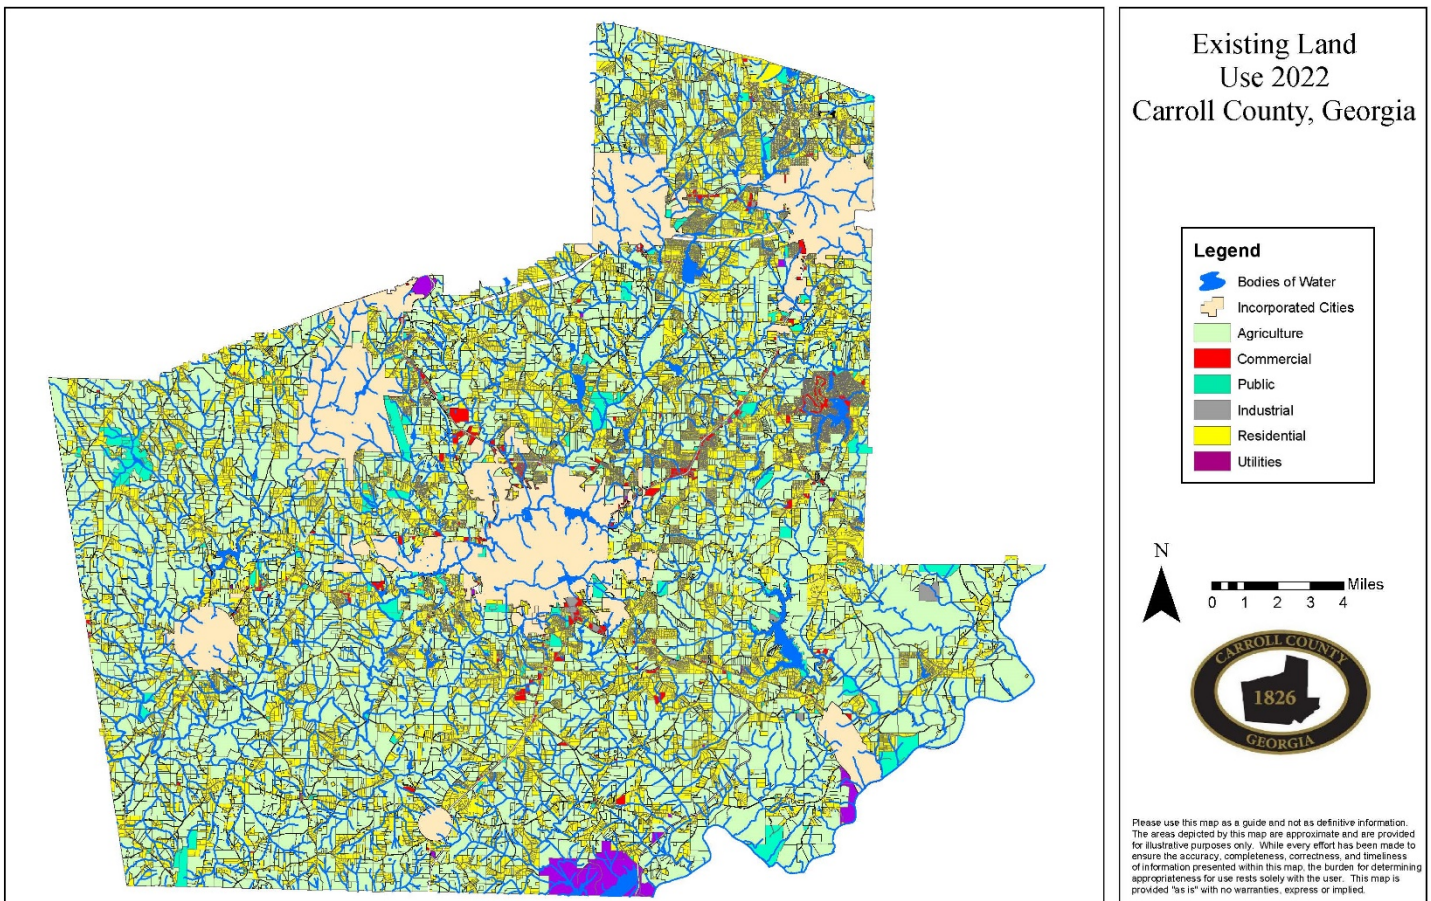 Existing Land
Use 2022
Carroll County, Georgia
Legend
Bodies of Water
Incorporated Cities
Agriculture
Commercial
Public
Industrial
Residential
Utilities
N
Miles
0 1 2 3 4
CARROLL COUNTY
1826
GEORGIA
Please use this map as a guide and not as definitive information.
The areas depicted by this map are approximate and are provided
for illustrative purposes only. While every effort has been made to
ensure the accuracy, completeness, correctness, and timeliness
of information presented within this map, the burden for determining
appropriateness for use rests solely with the user. This map is
provided "as is" with no warranties, express or implied.